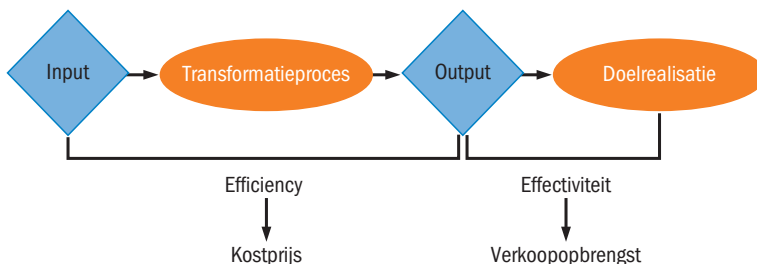 Input
Transformatieproces
Output
Doelrealisatie
Efficiency
Effectiviteit
Kostprijs
Verkoopopbrengst